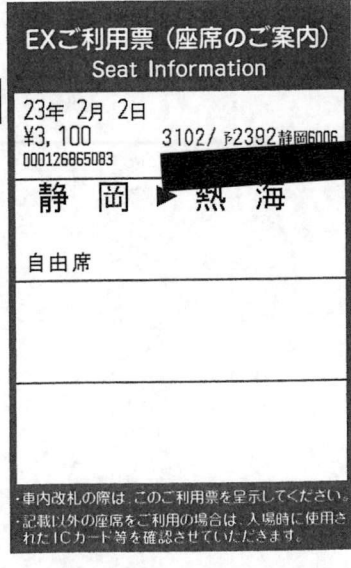 EXご利用票（座席のご案内）
Seat Information
23年 2月 2日
¥3,100 3102/ﾖ2392静岡6006
000126865083
静 岡 ▶ 熱 海
自由席
・車内改札の際は、このご利用票を呈示してください。
・記載以外の座席をご利用の場合は、入場時に使用さ
れたICカード等を確認させていただきます。